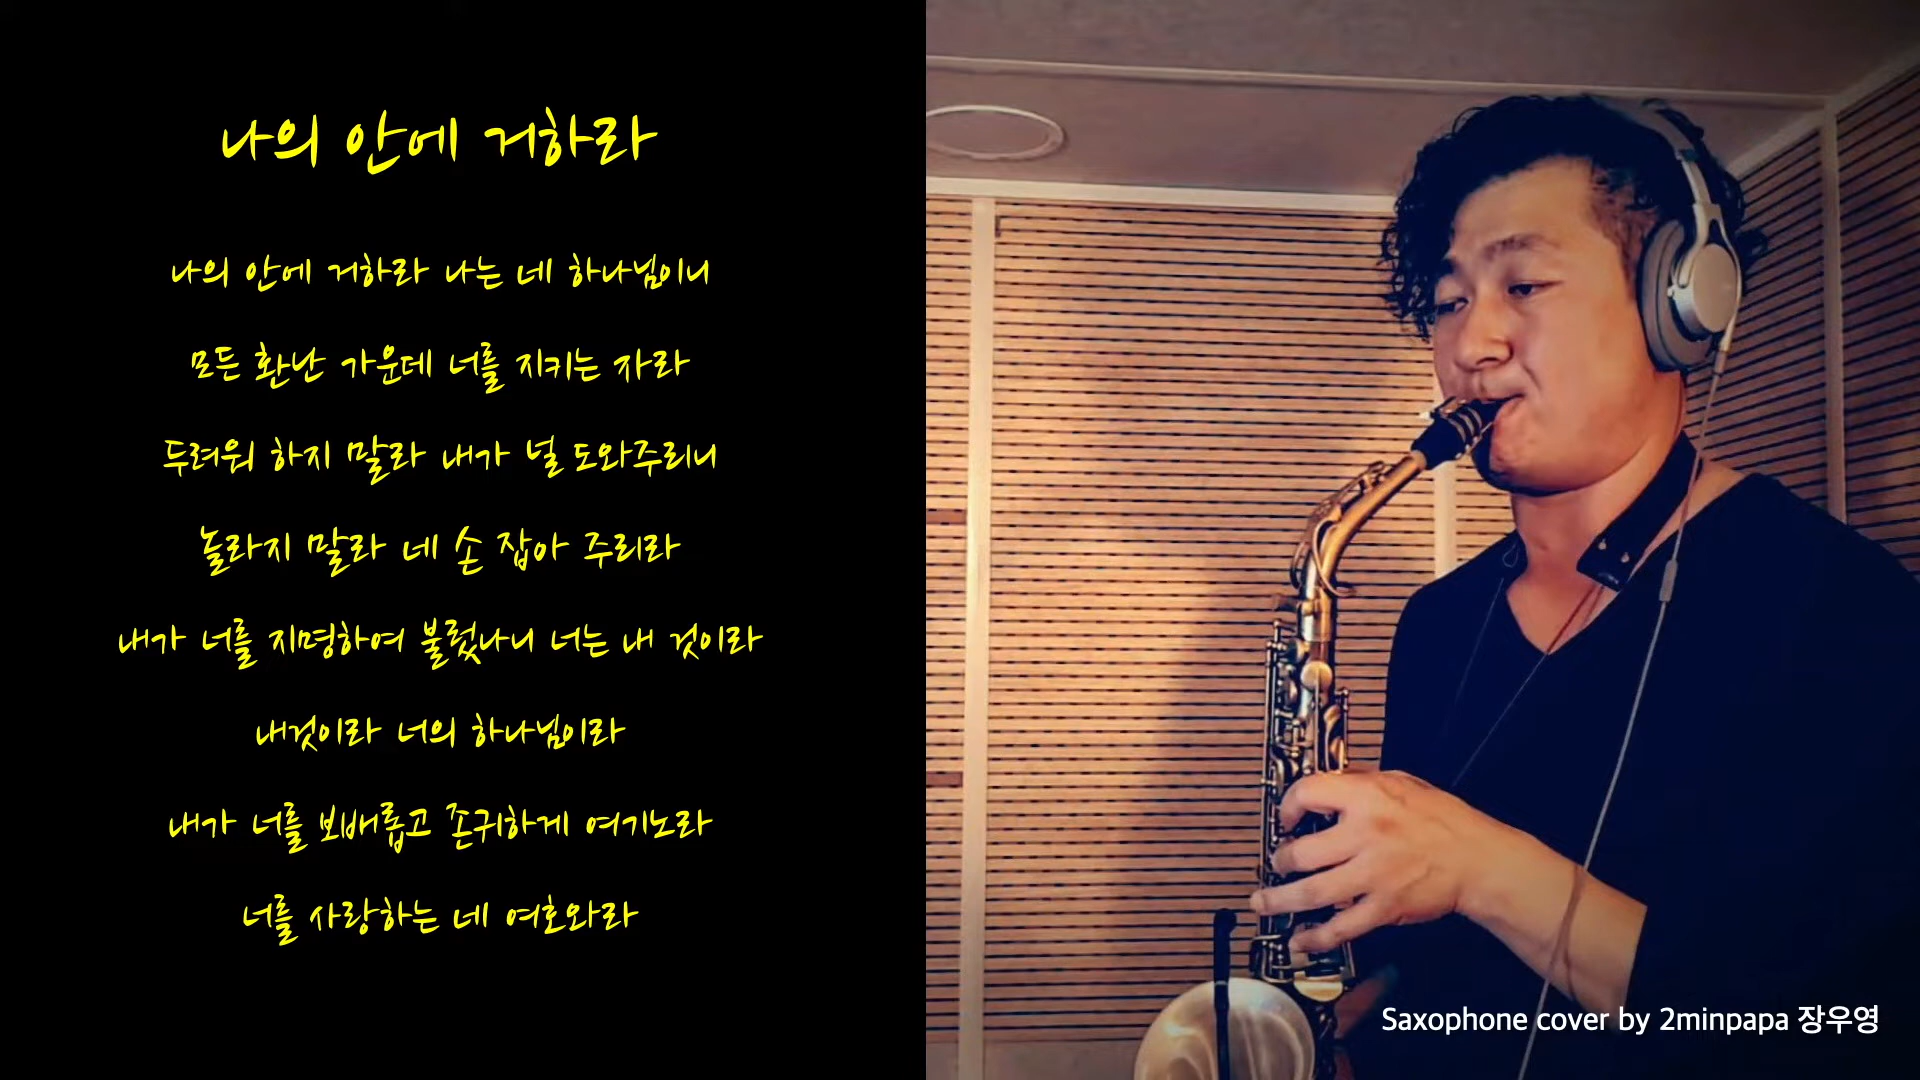 나의 안에 거하라
나의 안에 거하라 나는 네 하나님이니
모든 환난 가운데 너를 지키는 자라
두려워 하지 말라 내가 널 도와주리니
놀라지 말라 네 손 잡아 주리라
내가 너를 지명하여 불렀나니 너는 내 것이라
내것이라 너의 하나님이라
내가 너를 보배롭고 존귀하게 여기노라
너를 사랑하는 네 여호와라
Saxophone cover by 2minpapa 장우영